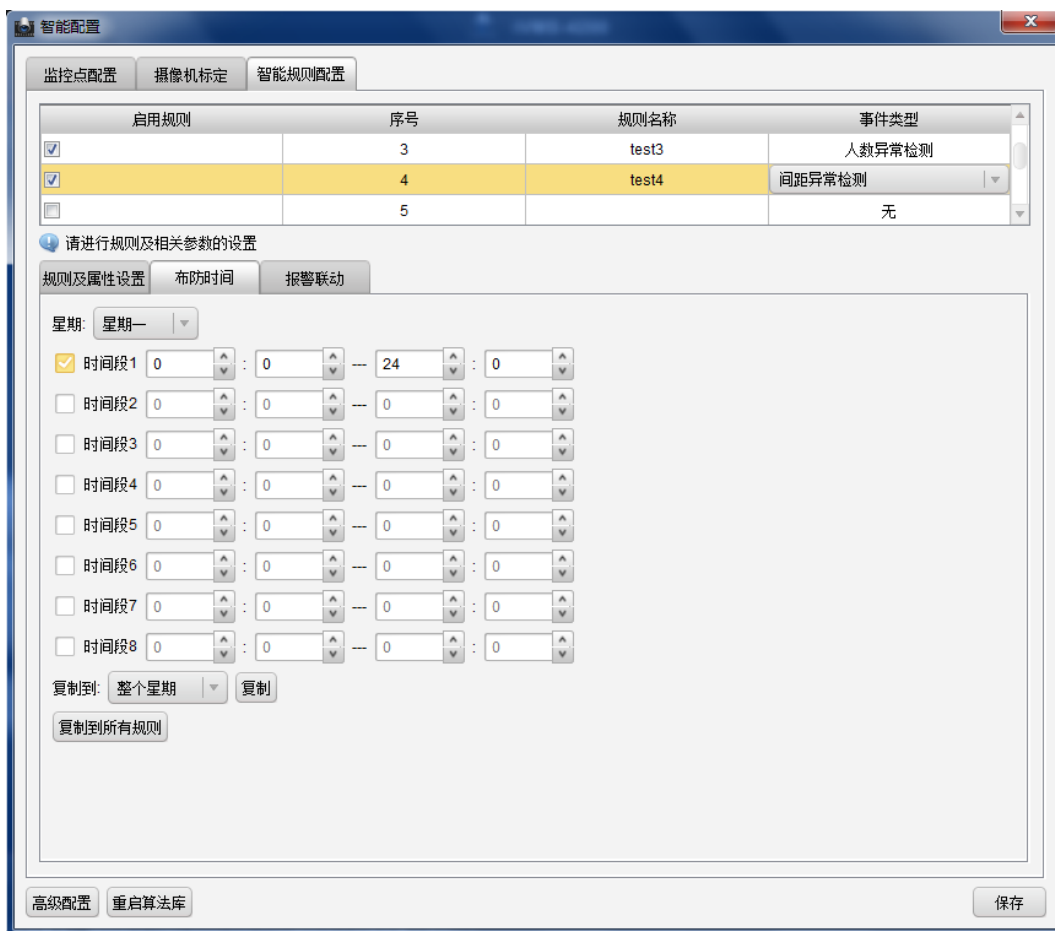 智能配置
监控点配置 摄像机标定 智能规则配置
启用规则 序号 规则名称 事件类型
3 test3 人数异常检测
4 test4 间距异常检测
5 无
请进行规则及相关参数的设置
规则及属性设置 布防时间 报警联动
星期: 星期一
时间段1 0 : 0 --- 24 : 0
时间段2 0 : 0 --- 0 : 0
时间段3 0 : 0 --- 0 : 0
时间段4 0 : 0 --- 0 : 0
时间段5 0 : 0 --- 0 : 0
时间段6 0 : 0 --- 0 : 0
时间段7 0 : 0 --- 0 : 0
时间段8 0 : 0 --- 0 : 0
复制到: 整个星期 复制
复制到所有规则
高级配置 重启算法库 保存